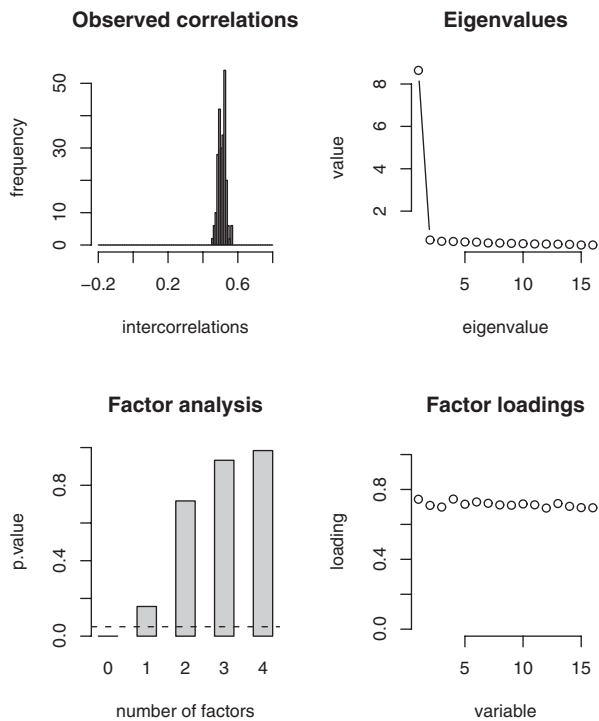 Observed correlations
frequency
50
30
10
0
−0.2
0.2
0.6
intercorrelations
Eigenvalues
value
8
6
4
2
5
10
15
eigenvalue
Factor analysis
p.value
0.8
0.4
0.0
0
1
2
3
4
number of factors
Factor loadings
loading
0.8
0.4
0.0
5
10
15
variable